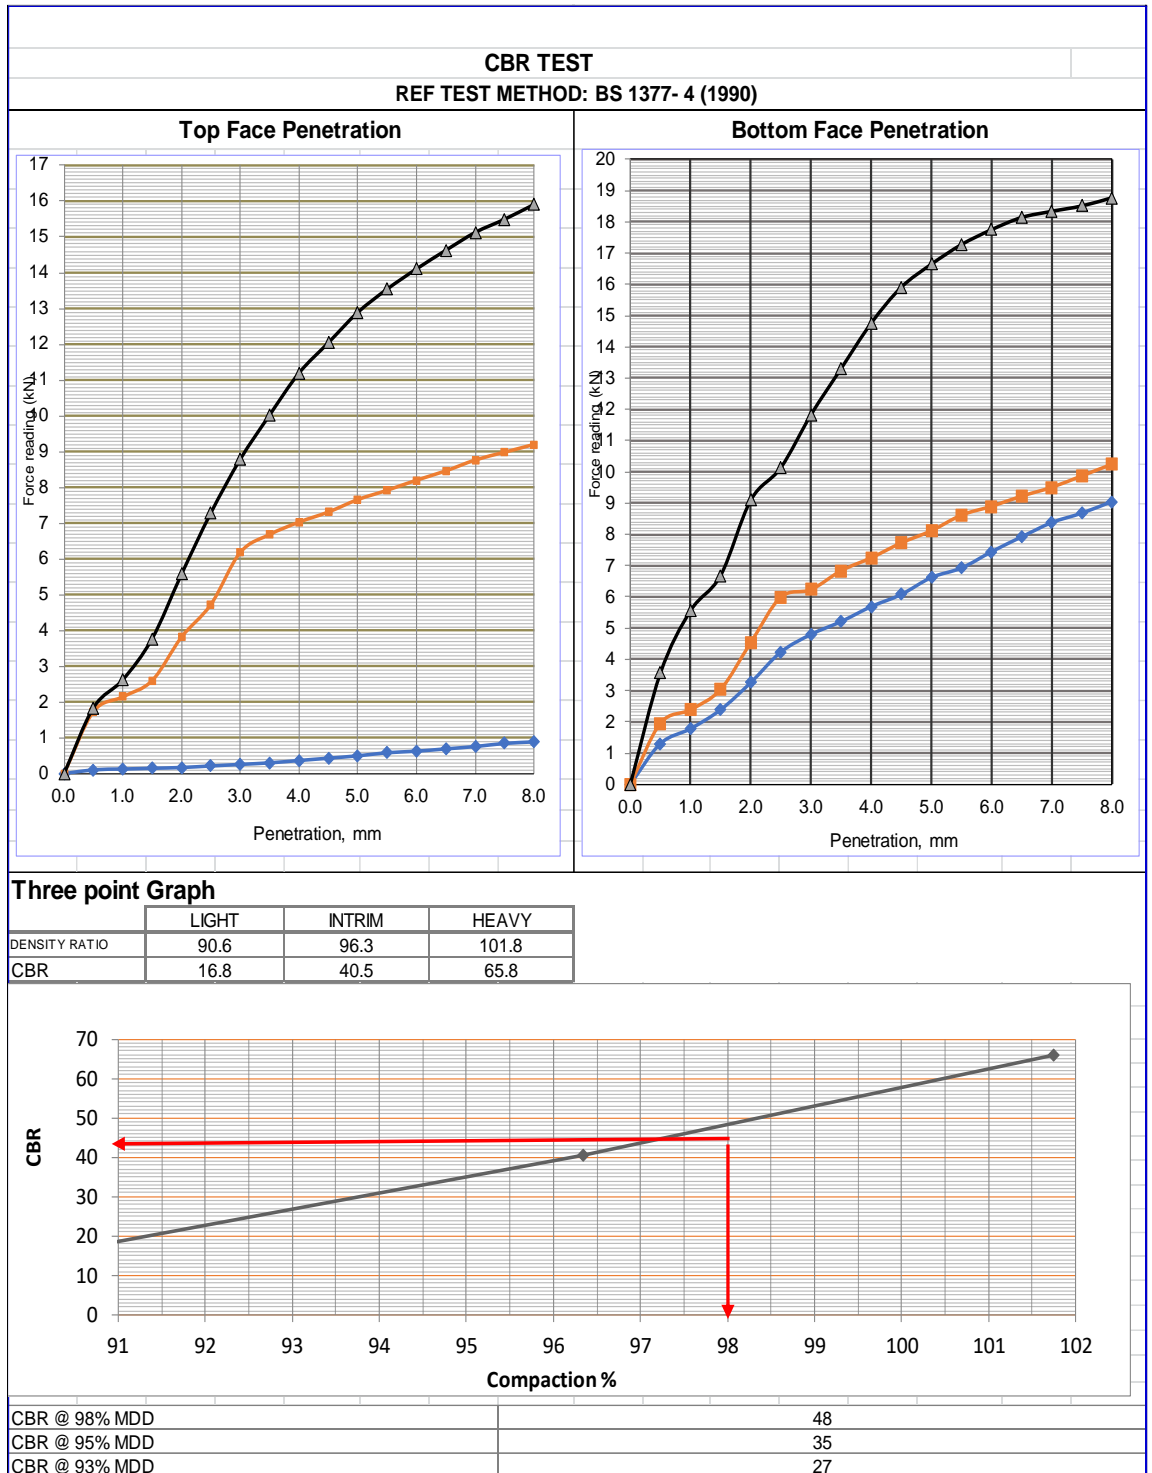 CBR TEST
REF TEST METHOD: BS 1377- 4 (1990)
Top Face Penetration
Bottom Face Penetration
17
16
15
14
13
12
11
10
9
8
7
6
5
4
3
2
1
0
Force reading (kN)
0.0 1.0 2.0 3.0 4.0 5.0 6.0 7.0 8.0
Penetration, mm
20
19
18
17
16
15
14
13
12
11
10
9
8
7
6
5
4
3
2
1
0
Force reading (kN)
0.0 1.0 2.0 3.0 4.0 5.0 6.0 7.0 8.0
Penetration, mm
Three point Graph
LIGHT INTRIM HEAVY
DENSITY RATIO 90.6 96.3 101.8
CBR 16.8 40.5 65.8
70
60
50
40
30
20
10
0
CBR
91 92 93 94 95 96 97 98 99 100 101 102
Compaction %
CBR @ 98% MDD 48
CBR @ 95% MDD 35
CBR @ 93% MDD 27